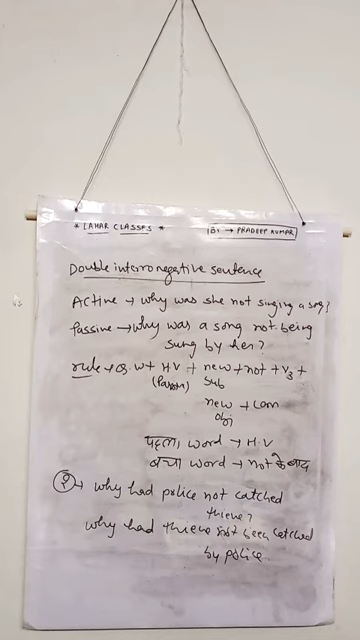 * LAHAR CLASSES *
BY → PRADEEP KUMAR
Double interronegative sentence
Active → why was she not singing a song?
Passive → why was a song not being
sung by her?
rule → Q.W + H V + new + not + V3 +
(Passive) Sub
new + com
obj
पहला word → H.V
बचा word → not के बाद
→ why had police not catched
thieve?
why had thieve not been catched
by police